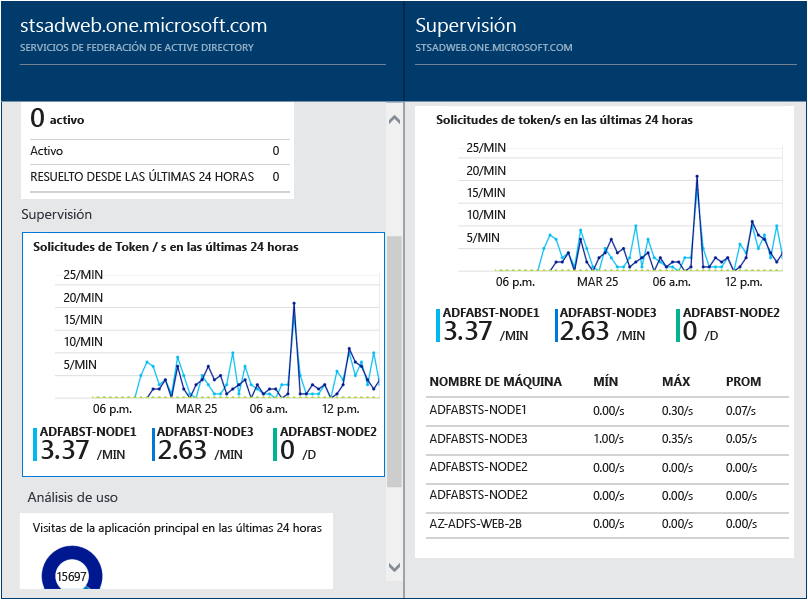 stsadweb.one.microsoft.com
SERVICIOS DE FEDERACIÓN DE ACTIVE DIRECTORY
0 activo
Activo 0
RESUELTO DESDE LAS ÚLTIMAS 24 HORAS 0
Supervisión
Solicitudes de Token / s en las últimas 24 horas
25/MIN
20/MIN
15/MIN
10/MIN
5/MIN
06 p.m. MAR 25 06 a.m. 12 p.m.
ADFABST-NODE1 ADFABST-NODE3 ADFABST-NODE2
3.37 /MIN 2.63 /MIN 0 /D
Análisis de uso
Visitas de la aplicación principal en las últimas 24 horas
15697
Supervisión
STSADWEB.ONE.MICROSOFT.COM
Solicitudes de token/s en las últimas 24 horas
25/MIN
20/MIN
15/MIN
10/MIN
5/MIN
06 p.m. MAR 25 06 a.m. 12 p.m.
ADFABST-NODE1 ADFABST-NODE3 ADFABST-NODE2
3.37 /MIN 2.63 /MIN 0 /D
NOMBRE DE MÁQUINA MÍN MÁX PROM
ADFABSTS-NODE1 0.00/s 0.30/s 0.07/s
ADFABSTS-NODE3 1.00/s 0.35/s 0.05/s
ADFABSTS-NODE2 0.00/s 0.00/s 0.00/s
ADFABSTS-NODE2 0.00/s 0.00/s 0.00/s
AZ-ADFS-WEB-2B 0.00/s 0.00/s 0.00/s